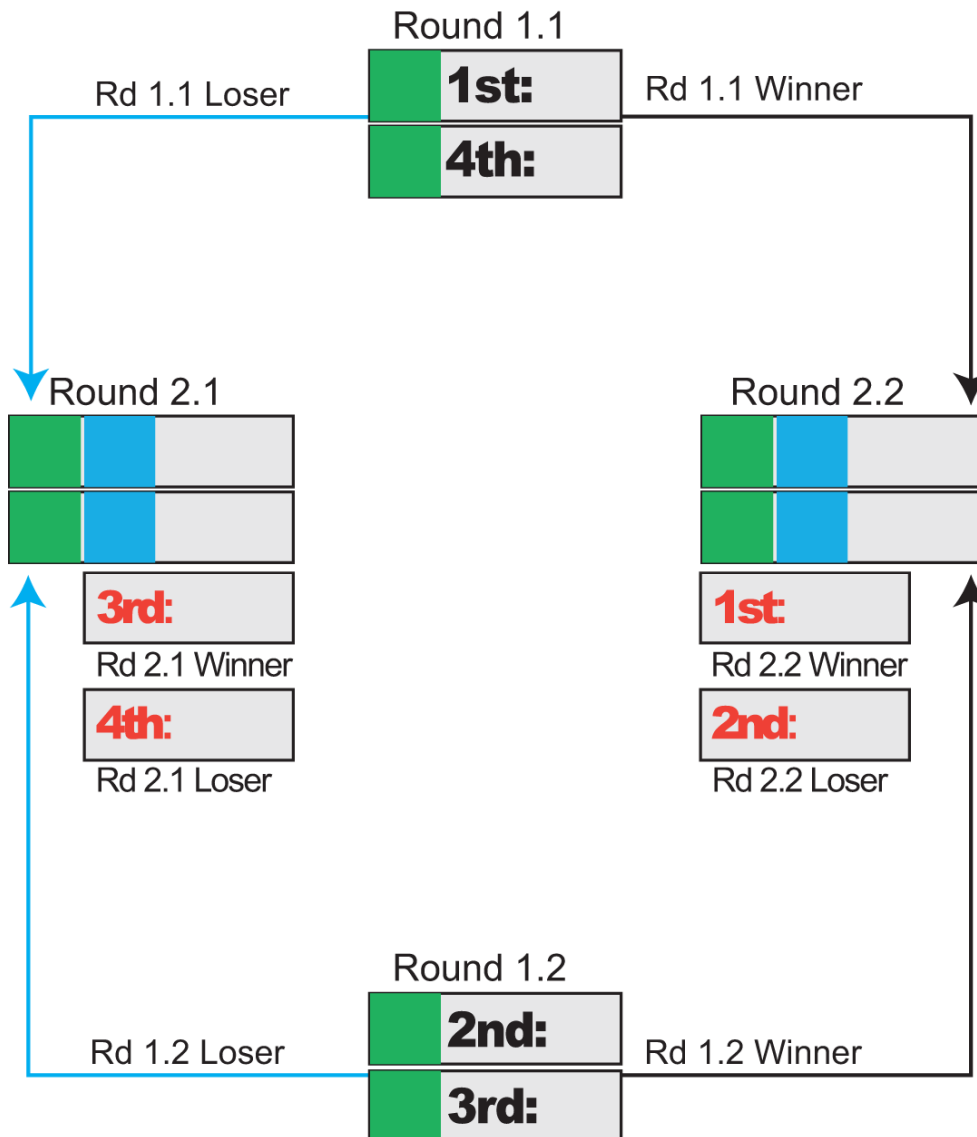 Round 1.1
Rd 1.1 Loser
1st:
Rd 1.1 Winner
4th:
Round 2.1
Round 2.2
3rd:
Rd 2.1 Winner
4th:
Rd 2.1 Loser
1st:
Rd 2.2 Winner
2nd:
Rd 2.2 Loser
Round 1.2
2nd:
Rd 1.2 Loser
Rd 1.2 Winner
3rd: